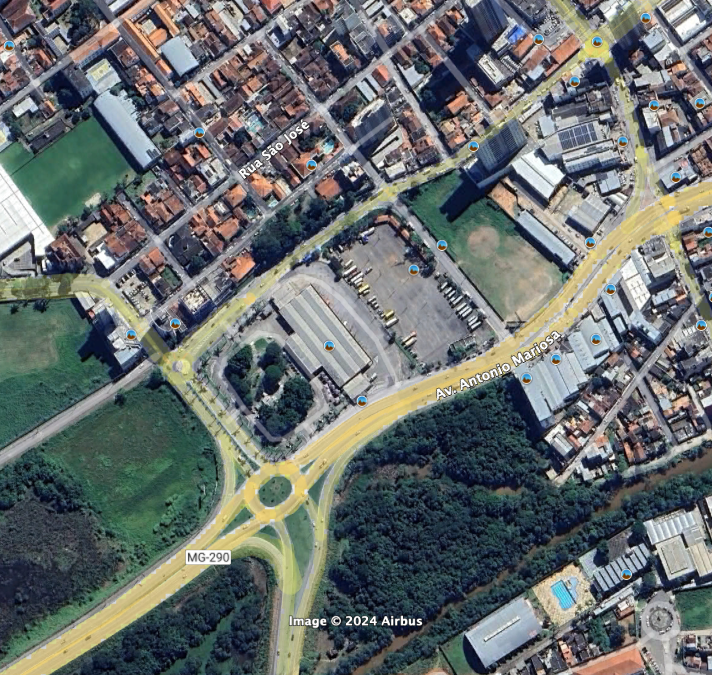 Rua São José
Av. Antonio Mariosa
MG-290
Image © 2024 Airbus